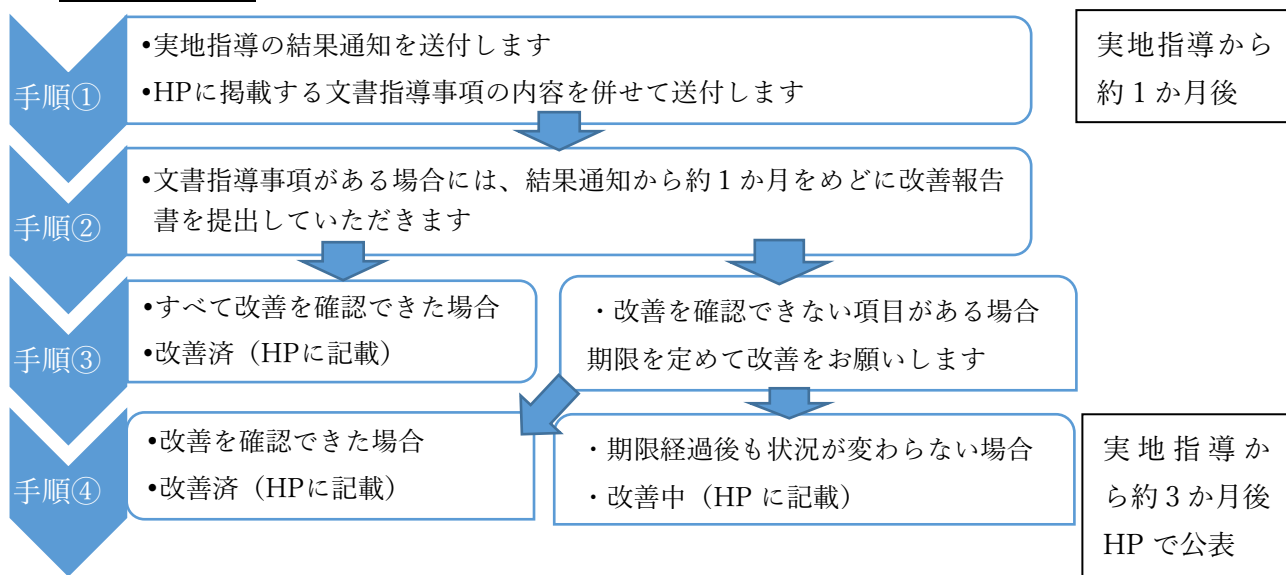 手順①
•実地指導の結果通知を送付します
•HPに掲載する文書指導事項の内容を併せて送付します
実地指導から
約1か月後
手順②
•文書指導事項がある場合には、結果通知から約1か月をめどに改善報告
書を提出していただきます
手順③
•すべて改善を確認できた場合
•改善済（HPに記載）
・改善を確認できない項目がある場合
期限を定めて改善をお願いします
手順④
•改善を確認できた場合
•改善済（HPに記載）
・期限経過後も状況が変わらない場合
・改善中（HP に記載）
実地指導か
ら約3か月後
HP で公表